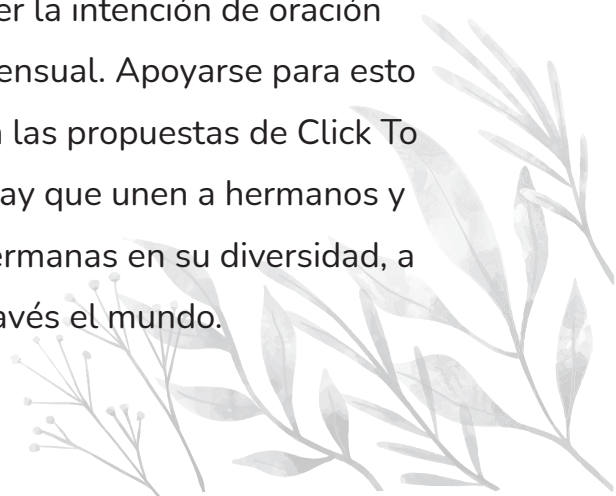 er la intención de oración
ensual. Apoyarse para esto
las propuestas de Click To
ay que unen a hermanos y
ermanas en su diversidad, a
avés el mundo.